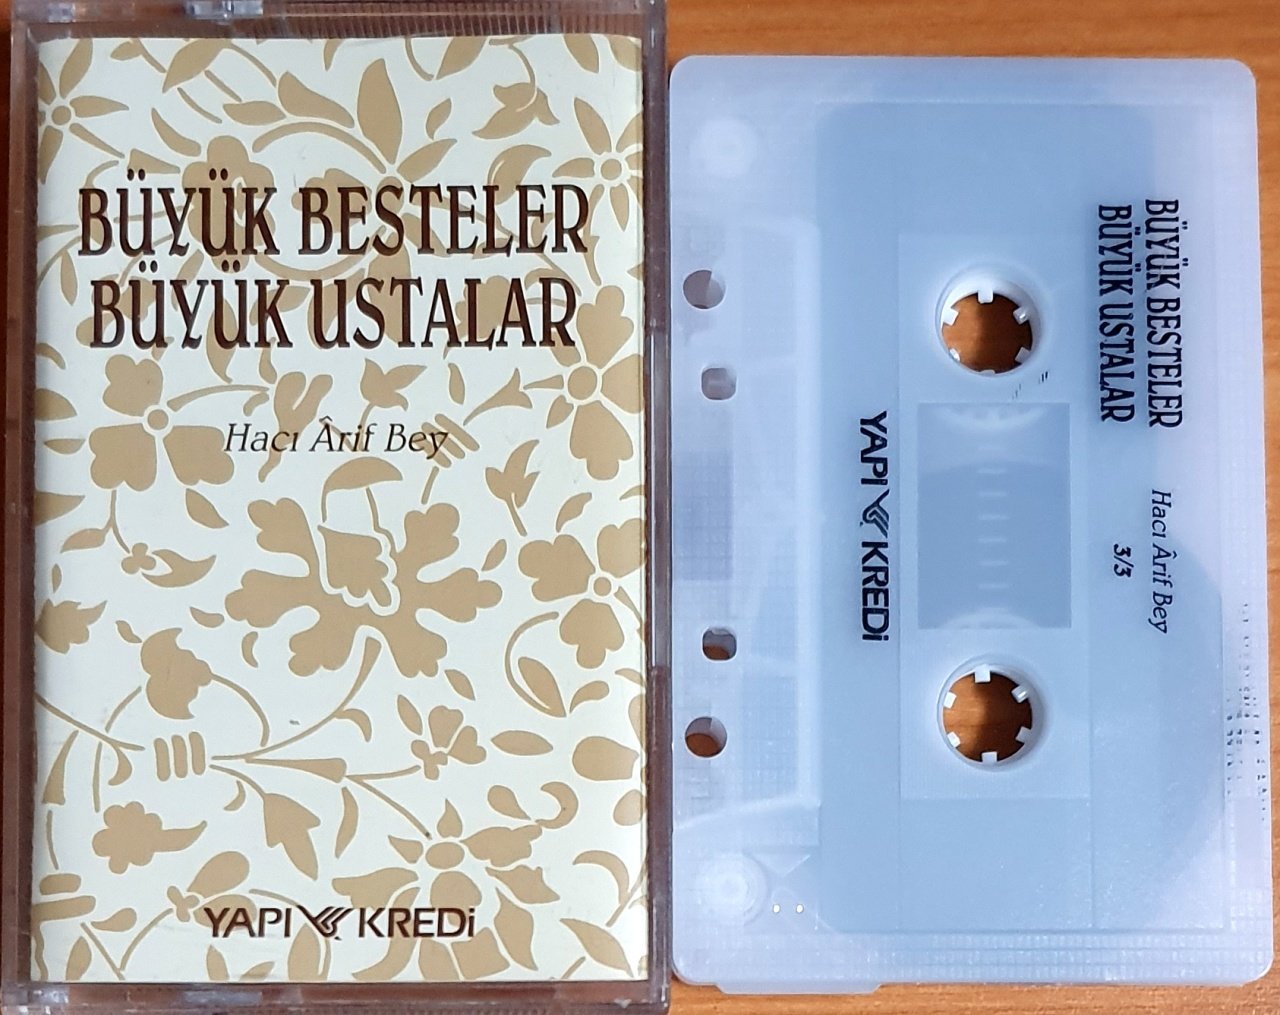 BÜYÜK BESTELER
BÜYÜK USTALAR
Hacı Ârif Bey
YAPI KREDi
BÜYÜK BESTELER
BÜYÜK USTALAR
Hacı Ârif Bey
3/3
YAPI KREDi